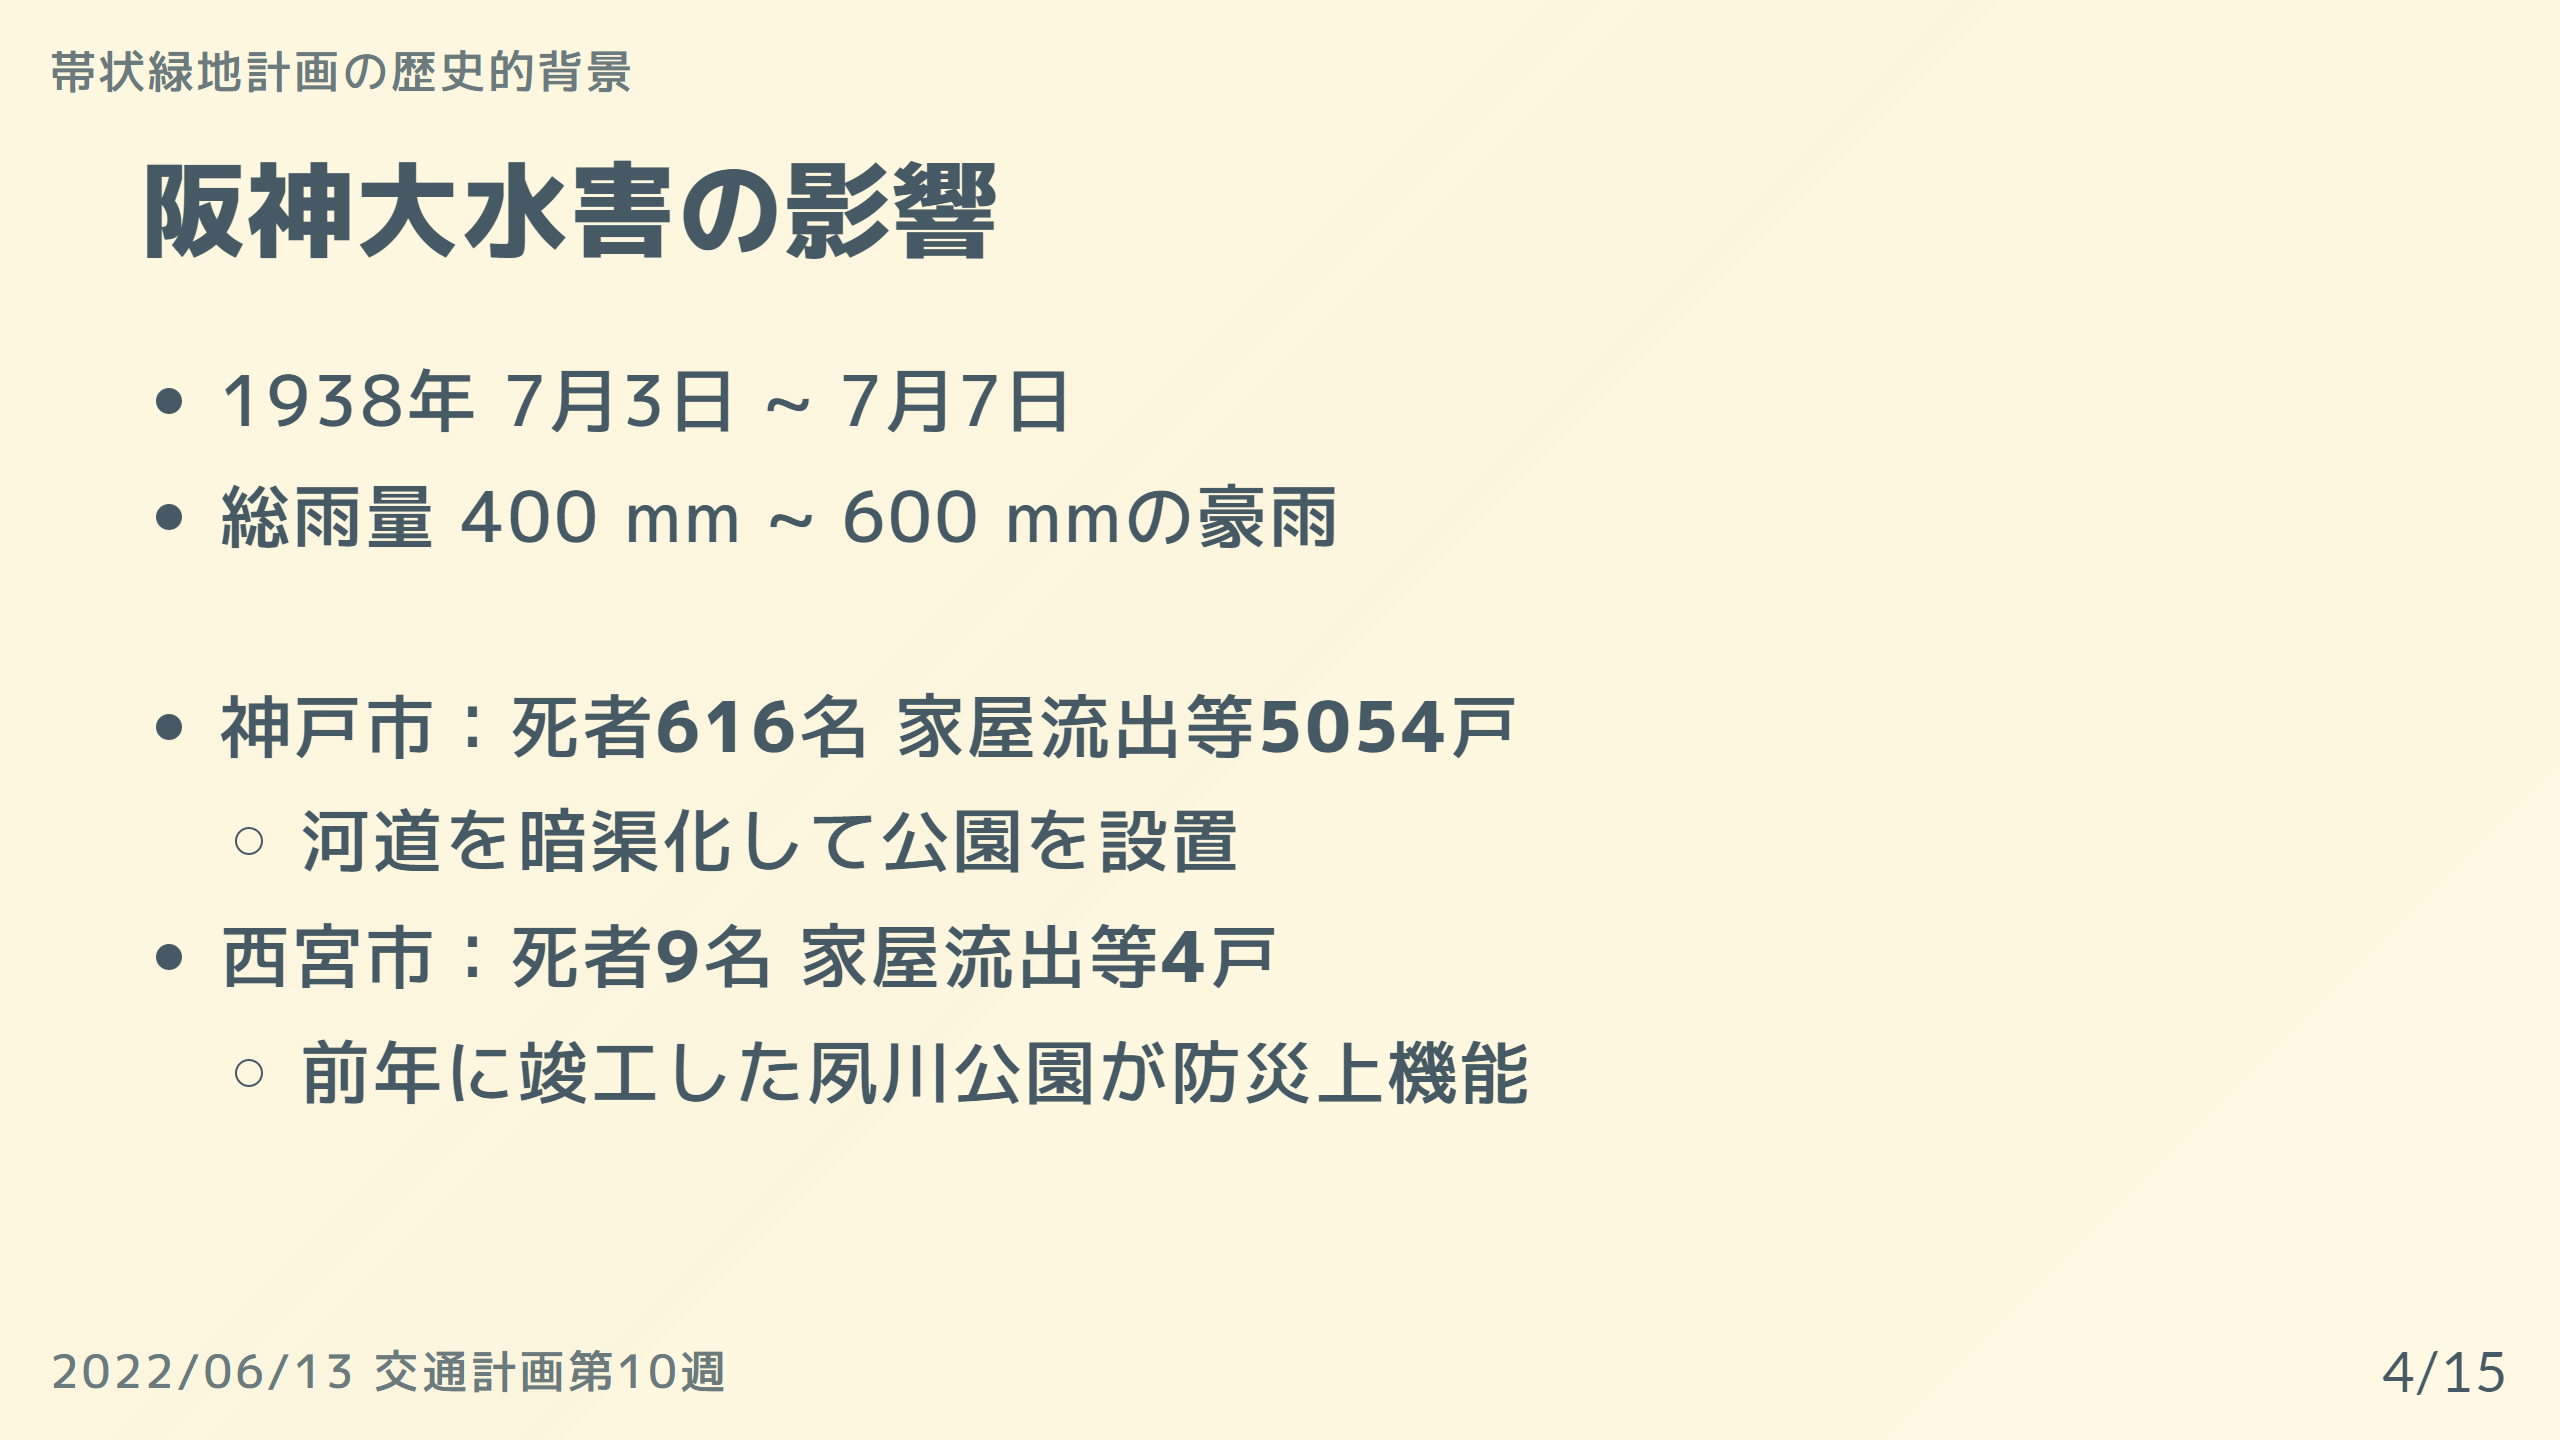 帯状緑地計画の歴史的背景
阪神大水害の影響
• 1938年 7月3日 ~ 7月7日
• 総雨量 400 mm ~ 600 mmの豪雨
• 神戸市：死者616名 家屋流出等5054戸
○ 河道を暗渠化して公園を設置
• 西宮市：死者9名 家屋流出等4戸
○ 前年に竣工した夙川公園が防災上機能
2022/06/13 交通計画第10週
4/15